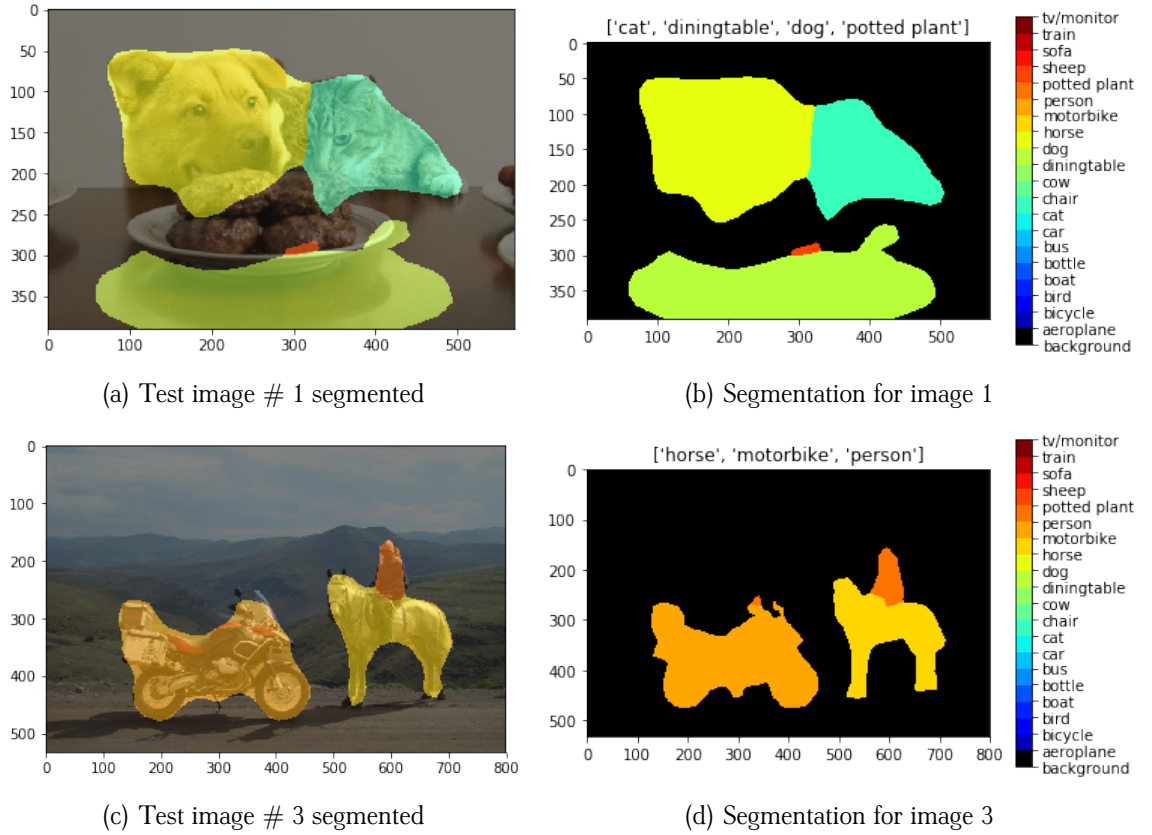 ['cat', 'diningtable', 'dog', 'potted plant']
0
50
100
150
200
250
300
350
0 100 200 300 400 500
0
50
100
150
200
250
300
350
0 100 200 300 400 500
tv/monitor
train
sofa
sheep
potted plant
person
motorbike
horse
dog
diningtable
cow
chair
cat
car
bus
bottle
boat
bird
bicycle
aeroplane
background
(a) Test image # 1 segmented
(b) Segmentation for image 1
['horse', 'motorbike', 'person']
0
100
200
300
400
500
0 100 200 300 400 500 600 700 800
0
100
200
300
400
500
0 100 200 300 400 500 600 700 800
tv/monitor
train
sofa
sheep
potted plant
person
motorbike
horse
dog
diningtable
cow
chair
cat
car
bus
bottle
boat
bird
bicycle
aeroplane
background
(c) Test image # 3 segmented
(d) Segmentation for image 3